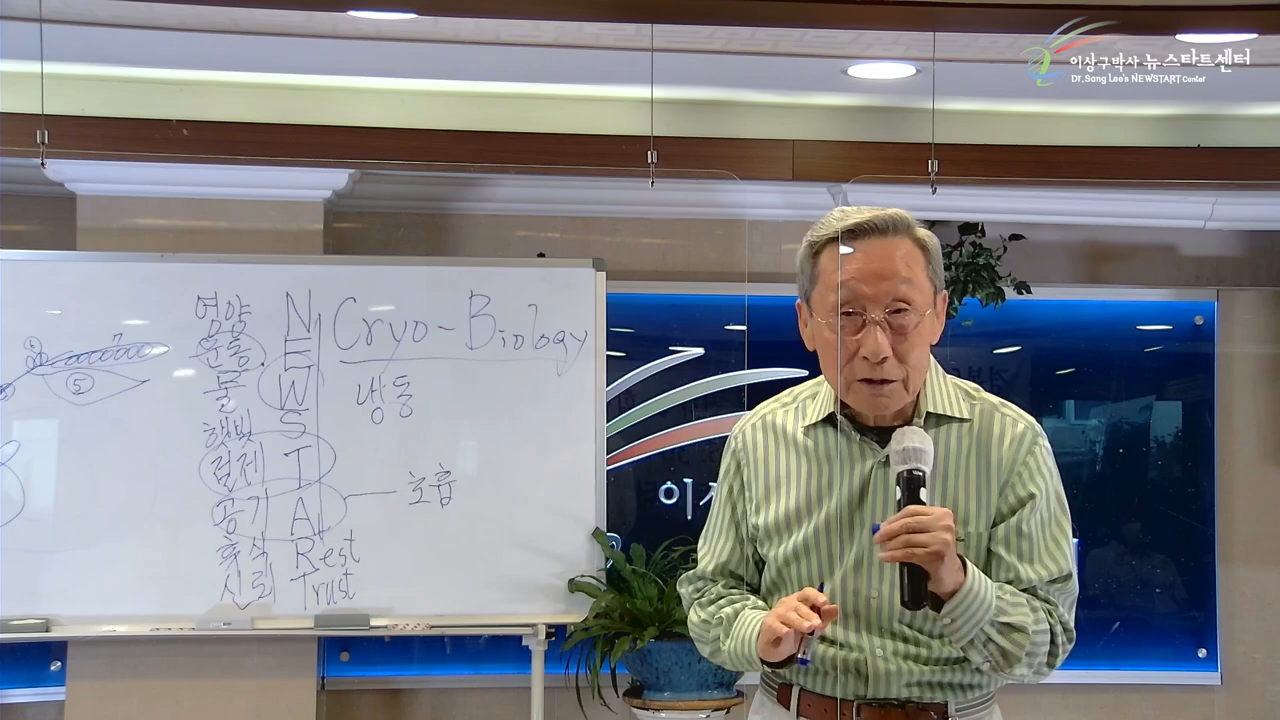 이상구박사 뉴스타트센터
Dr. Sang Lee's NEWSTART Center
영양 N
운동 E
물 W
햇빛 S
절제 T
공기 A
휴식 Rest
신뢰 Trust
Cryo-Biology
냉동
호흡
7
5
이